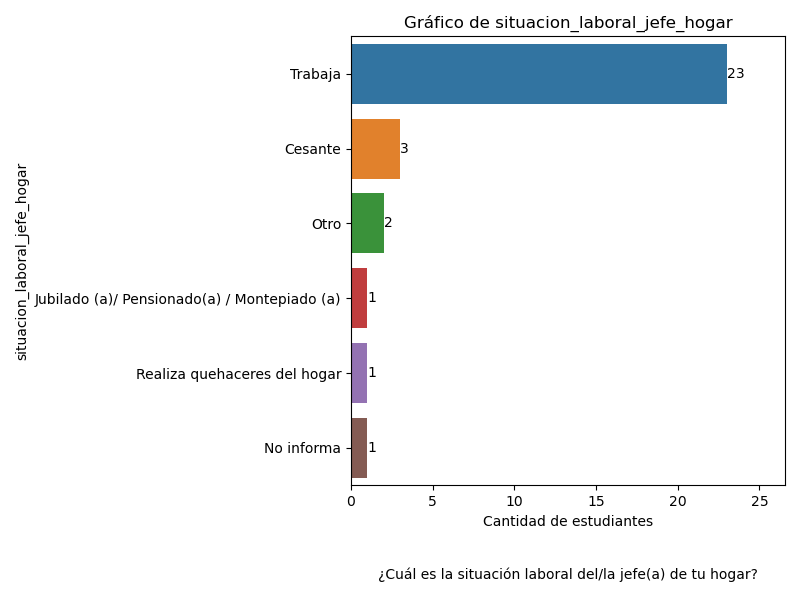 Gráfico de situacion_laboral_jefe_hogar
situacion_laboral_jefe_hogar
Trabaja 23
Cesante 3
Otro 2
Jubilado (a)/ Pensionado(a) / Montepiado (a) 1
Realiza quehaceres del hogar 1
No informa 1
0 5 10 15 20 25
Cantidad de estudiantes
¿Cuál es la situación laboral del/la jefe(a) de tu hogar?